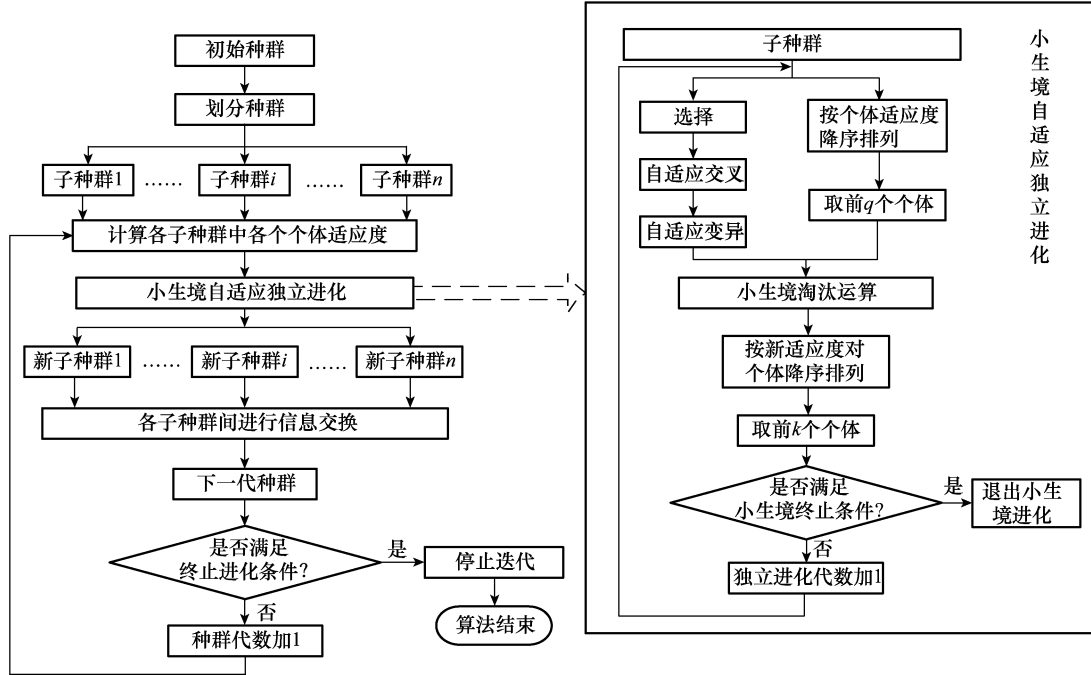 初始种群
划分种群
子种群1 …… 子种群i …… 子种群n
计算各子种群中各个个体适应度
小生境自适应独立进化
新子种群1 …… 新子种群i …… 新子种群n
各子种群间进行信息交换
下一代种群
是否满足
终止进化条件?
是
停止迭代
算法结束
否
种群代数加1
小生境自适应独立进化
子种群
选择
自适应交叉
自适应变异
按个体适应度
降序排列
取前q个个体
小生境淘汰运算
按新适应度对
个体降序排列
取前k个个体
是否满足
小生境终止条件?
是
退出小生
境进化
否
独立进化代数加1